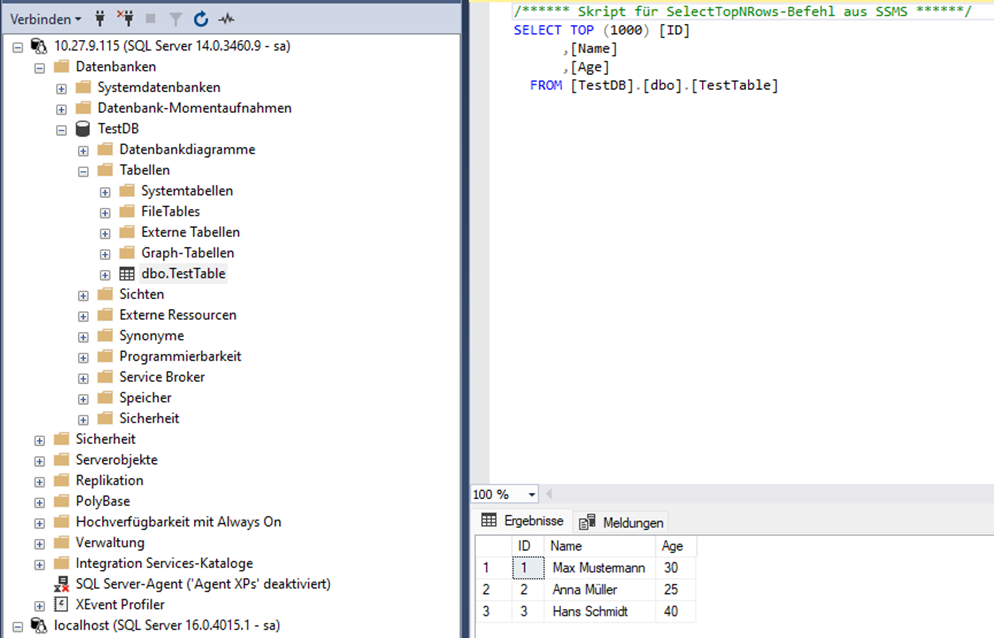 Verbinden
10.27.9.115 (SQL Server 14.0.3460.9 - sa)
Datenbanken
Systemdatenbanken
Datenbank-Momentaufnahmen
TestDB
Datenbankdiagramme
Tabellen
Systemtabellen
FileTables
Externe Tabellen
Graph-Tabellen
dbo.TestTable
Sichten
Externe Ressourcen
Synonyme
Programmierbarkeit
Service Broker
Speicher
Sicherheit
Sicherheit
Serverobjekte
Replikation
PolyBase
Hochverfügbarkeit mit Always On
Verwaltung
Integration Services-Kataloge
SQL Server-Agent ('Agent XPs' deaktiviert)
XEvent Profiler
localhost (SQL Server 16.0.4015.1 - sa)
/****** Skript für SelectTopNRows-Befehl aus SSMS ******/
SELECT TOP (1000) [ID]
,[Name]
,[Age]
FROM [TestDB].[dbo].[TestTable]
100 %
Ergebnisse Meldungen
ID Name Age
1 1 Max Mustermann 30
2 2 Anna Müller 25
3 3 Hans Schmidt 40